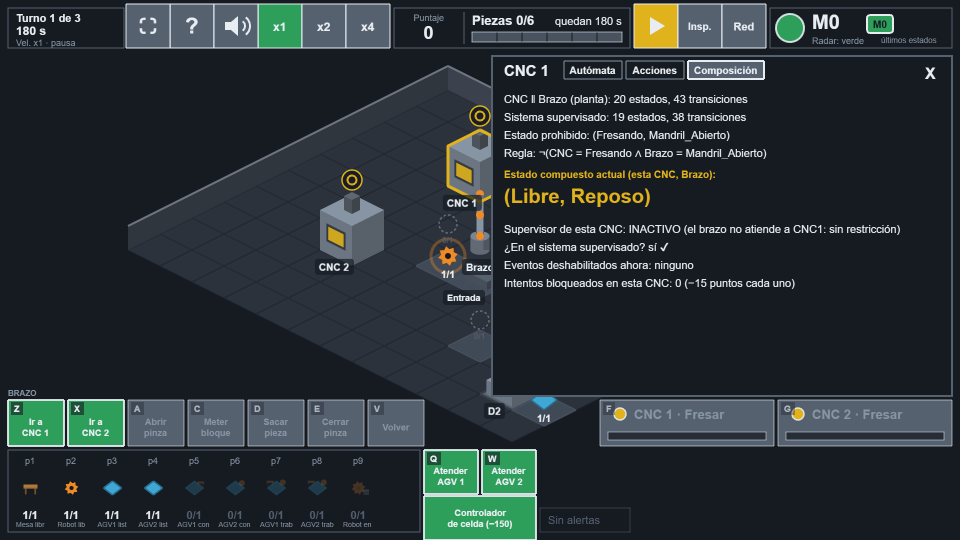 Turno 1 de 3
180 s
Vel. x1 · pausa
?
x1
x2
x4
Puntaje
0
Piezas 0/6
quedan 180 s
Insp.
Red
M0
Radar: verde
M0
últimos estados
CNC 1
Autómata
Acciones
Composición
X
CNC ‖ Brazo (planta): 20 estados, 43 transiciones
Sistema supervisado: 19 estados, 38 transiciones
Estado prohibido: (Fresando, Mandril_Abierto)
Regla: ¬(CNC = Fresando ∧ Brazo = Mandril_Abierto)
Estado compuesto actual (esta CNC, Brazo):
(Libre, Reposo)
Supervisor de esta CNC: INACTIVO (el brazo no atiende a CNC1: sin restricción)
¿En el sistema supervisado? sí ✓
Eventos deshabilitados ahora: ninguno
Intentos bloqueados en esta CNC: 0 (−15 puntos cada uno)
CNC 1
CNC 2
1/1
Brazo
Entrada
D2
1/1
BRAZO
Z
Ir a
CNC 1
X
Ir a
CNC 2
A
Abrir
pinza
C
Meter
bloque
D
Sacar
pieza
E
Cerrar
pinza
V
Volver
F
CNC 1 · Fresar
G
CNC 2 · Fresar
p1
p2
p3
p4
p5
p6
p7
p8
p9
1/1
1/1
1/1
1/1
0/1
0/1
0/1
0/1
0/1
Mesa libr
Robot lib
AGV1 list
AGV2 list
AGV1 con
AGV2 con
AGV1 trab
AGV2 trab
Robot en
Q
Atender
AGV 1
W
Atender
AGV 2
Controlador
de celda (−150)
Sin alertas